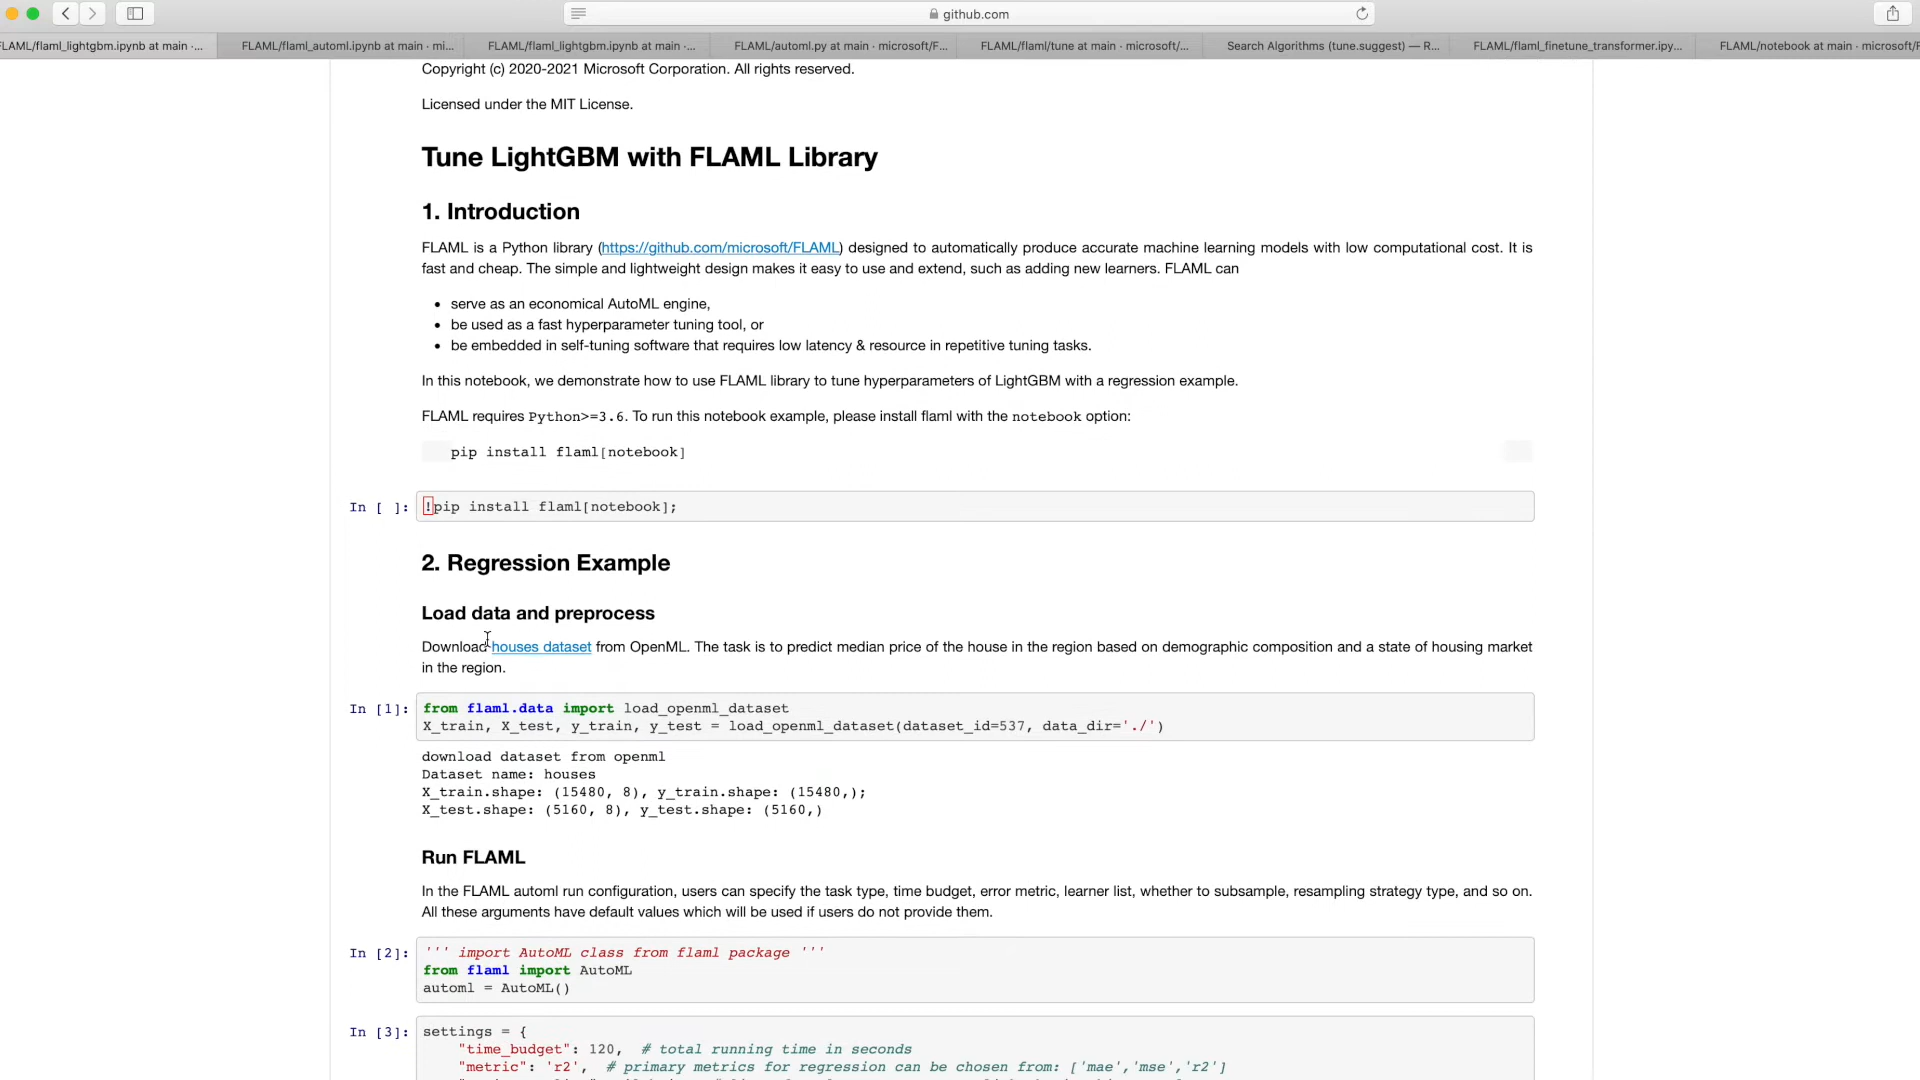 github.com
FLAML/flaml_lightgbm.ipynb at main ·...
FLAML/flaml_automl.ipynb at main · mi...
FLAML/flaml_lightgbm.ipynb at main ·...
FLAML/automl.py at main · microsoft/F...
FLAML/flaml/tune at main · microsoft/...
Search Algorithms (tune.suggest) — R...
FLAML/flaml_finetune_transformer.ipy...
FLAML/notebook at main · microsoft/F
Copyright (c) 2020-2021 Microsoft Corporation. All rights reserved.
Licensed under the MIT License.
Tune LightGBM with FLAML Library
1. Introduction
FLAML is a Python library (https://github.com/microsoft/FLAML) designed to automatically produce accurate machine learning models with low computational cost. It is
fast and cheap. The simple and lightweight design makes it easy to use and extend, such as adding new learners. FLAML can
• serve as an economical AutoML engine,
• be used as a fast hyperparameter tuning tool, or
• be embedded in self-tuning software that requires low latency & resource in repetitive tuning tasks.
In this notebook, we demonstrate how to use FLAML library to tune hyperparameters of LightGBM with a regression example.
FLAML requires Python>=3.6. To run this notebook example, please install flaml with the notebook option:
pip install flaml[notebook]
In [ ]: !pip install flaml[notebook];
2. Regression Example
Load data and preprocess
Download houses dataset from OpenML. The task is to predict median price of the house in the region based on demographic composition and a state of housing market
in the region.
In [1]: from flaml.data import load_openml_dataset
X_train, X_test, y_train, y_test = load_openml_dataset(dataset_id=537, data_dir='./')
download dataset from openml
Dataset name: houses
X_train.shape: (15480, 8), y_train.shape: (15480,);
X_test.shape: (5160, 8), y_test.shape: (5160,)
Run FLAML
In the FLAML automl run configuration, users can specify the task type, time budget, error metric, learner list, whether to subsample, resampling strategy type, and so on.
All these arguments have default values which will be used if users do not provide them.
In [2]: ''' import AutoML class from flaml package '''
from flaml import AutoML
automl = AutoML()
In [3]: settings = {
"time_budget": 120,  # total running time in seconds
"metric": 'r2',  # primary metrics for regression can be chosen from: ['mae','mse','r2']